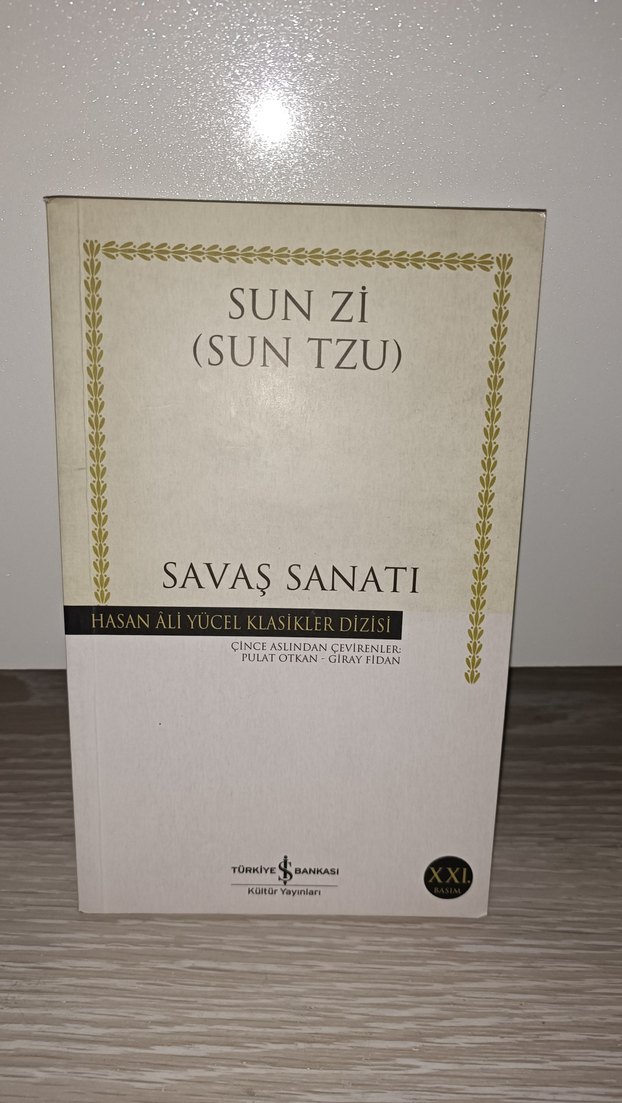 SUN Zİ
(SUN TZU)
SAVAŞ SANATI
HASAN ÂLİ YÜCEL KLASİKLER DİZİSİ
ÇİNCE ASLINDAN ÇEVİRENLER:
PULAT OTKAN - GİRAY FİDAN
TÜRKİYE İŞ BANKASI
Kültür Yayınları
XXI.
BASIM